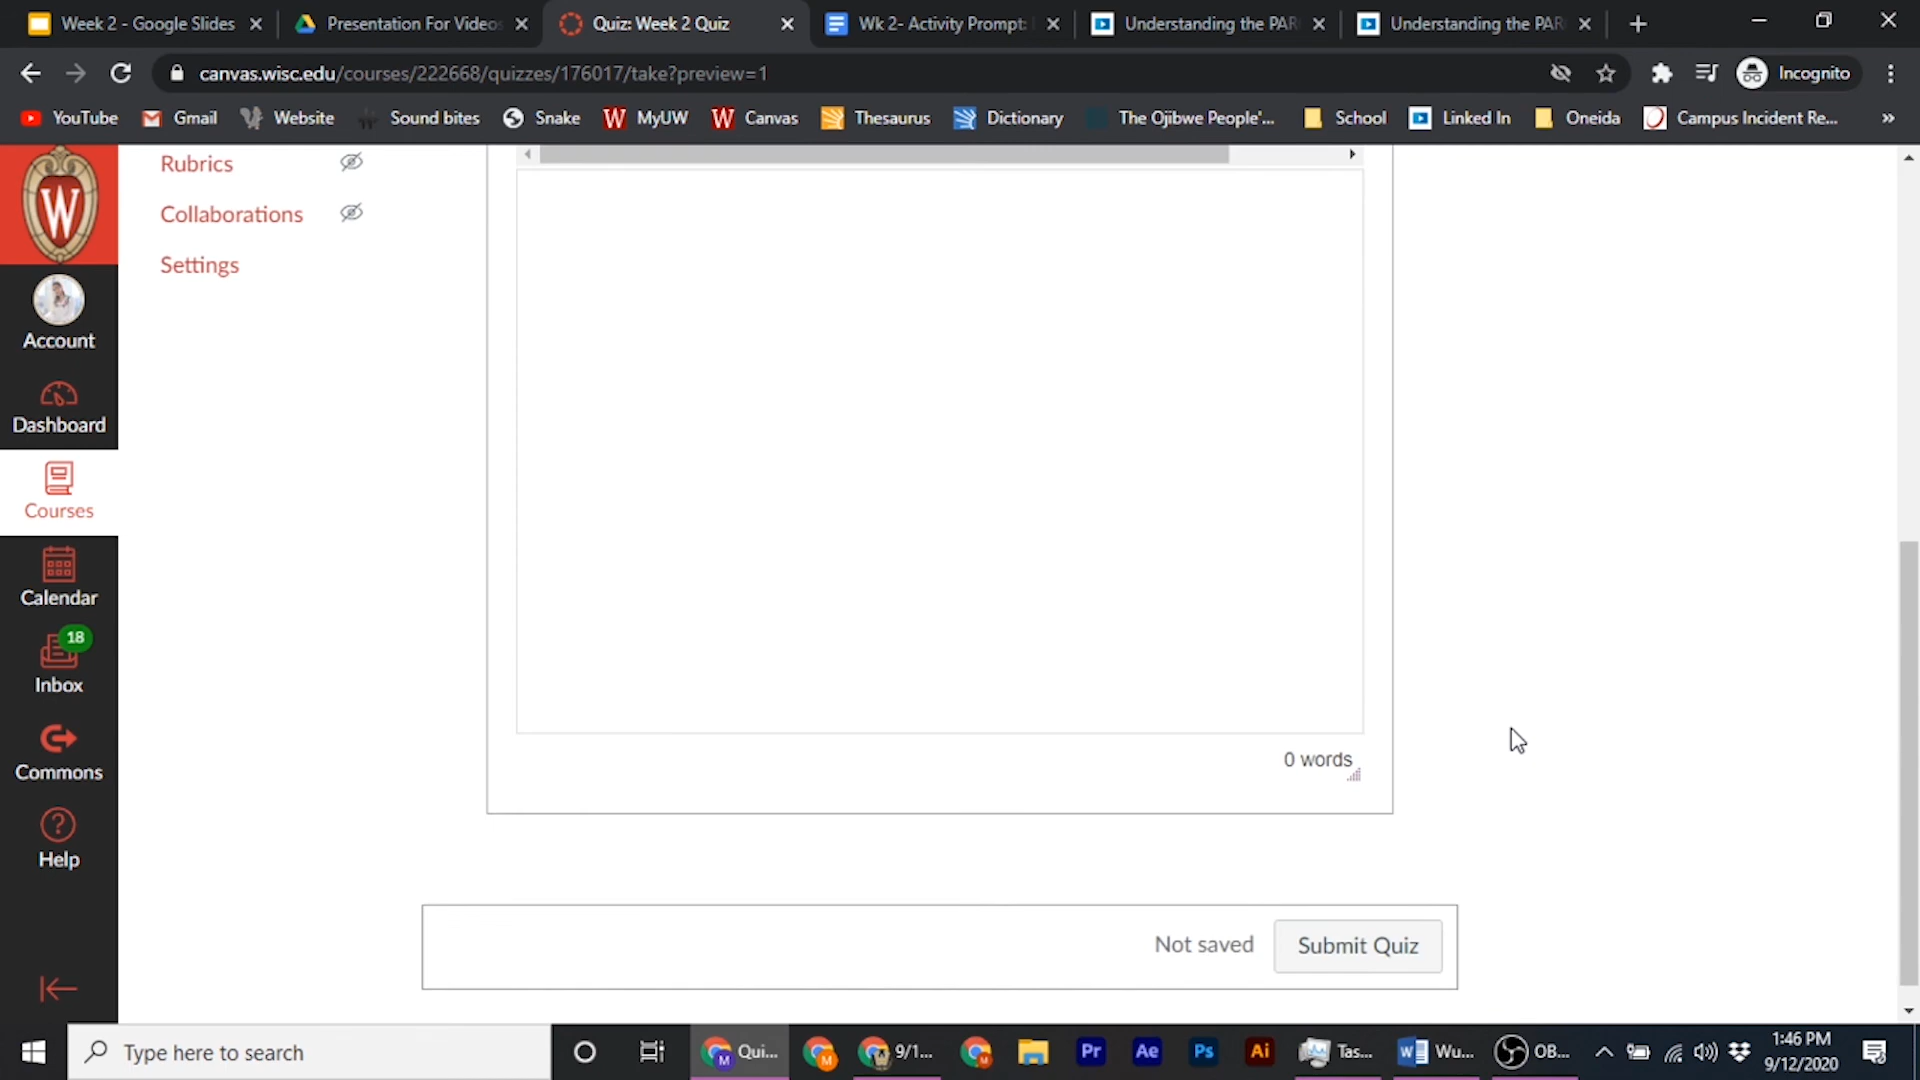 Week 2 - Google Slides
Presentation For Videos
Quiz: Week 2 Quiz
Wk 2- Activity Prompt:
Understanding the PAR
Understanding the PAR
canvas.wisc.edu/courses/222668/quizzes/176017/take?preview=1
Incognito
YouTube
Gmail
Website
Sound bites
Snake
MyUW
Canvas
Thesaurus
Dictionary
The Ojibwe People'...
School
Linked In
Oneida
Campus Incident Re...
»
Rubrics
Collaborations
Settings
W
Account
Dashboard
Courses
Calendar
18
Inbox
Commons
Help
0 words
Not saved
Submit Quiz
Type here to search
Qui...
9/1...
Pr
Ae
Ps
Ai
Tas...
Wu...
OB...
1:46 PM
9/12/2020